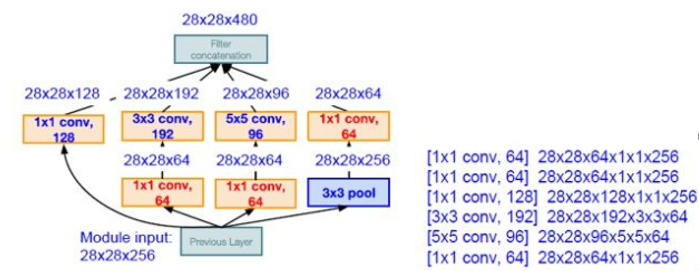 28x28x480
Filter
concatenation
28x28x128 28x28x192 28x28x96 28x28x64
1x1 conv,
128
3x3 conv,
192
5x5 conv,
96
1x1 conv,
64
28x28x64 28x28x64 28x28x256
1x1 conv,
64
1x1 conv,
64
3x3 pool
Module input:
28x28x256
Previous Layer
[1x1 conv, 64] 28x28x64x1x1x256
[1x1 conv, 64] 28x28x64x1x1x256
[1x1 conv, 128] 28x28x128x1x1x256
[3x3 conv, 192] 28x28x192x3x3x64
[5x5 conv, 96] 28x28x96x5x5x64
[1x1 conv, 64] 28x28x64x1x1x256